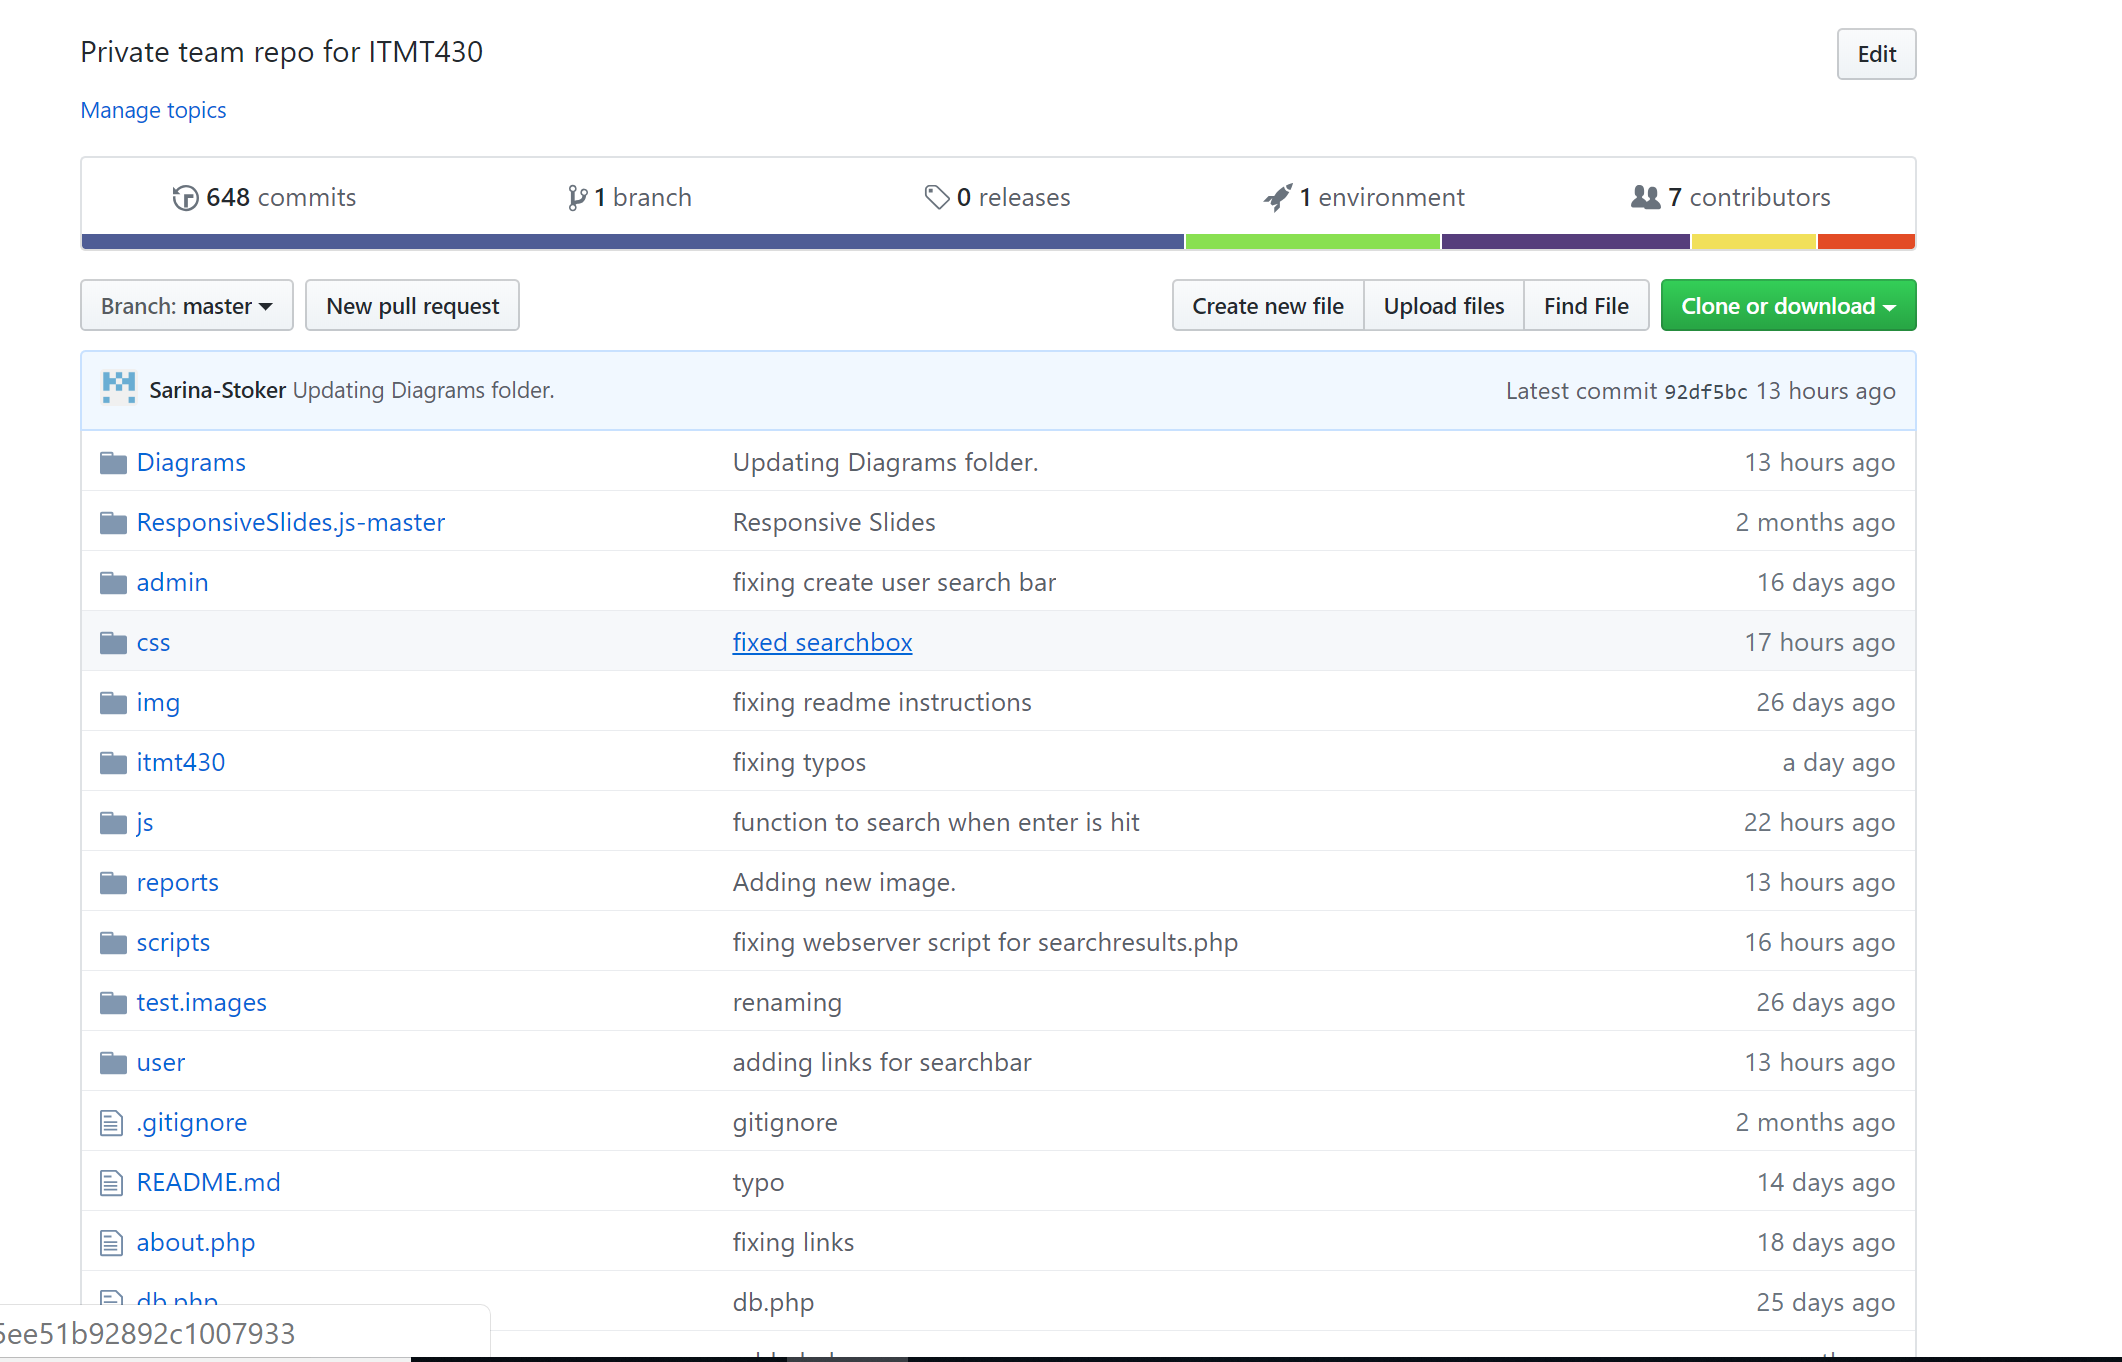 Private team repo for ITMT430 Edit
Manage topics
648 commits 1 branch 0 releases 1 environment 7 contributors
Branch: master New pull request Create new file Upload files Find File Clone or download
Sarina-Stoker Updating Diagrams folder. Latest commit 92df5bc 13 hours ago
Diagrams Updating Diagrams folder. 13 hours ago
ResponsiveSlides.js-master Responsive Slides 2 months ago
admin fixing create user search bar 16 days ago
css fixed searchbox 17 hours ago
img fixing readme instructions 26 days ago
itmt430 fixing typos a day ago
js function to search when enter is hit 22 hours ago
reports Adding new image. 13 hours ago
scripts fixing webserver script for searchresults.php 16 hours ago
test.images renaming 26 days ago
user adding links for searchbar 13 hours ago
.gitignore gitignore 2 months ago
README.md typo 14 days ago
about.php fixing links 18 days ago
db.php db.php 25 days ago
5ee51b92892c1007933